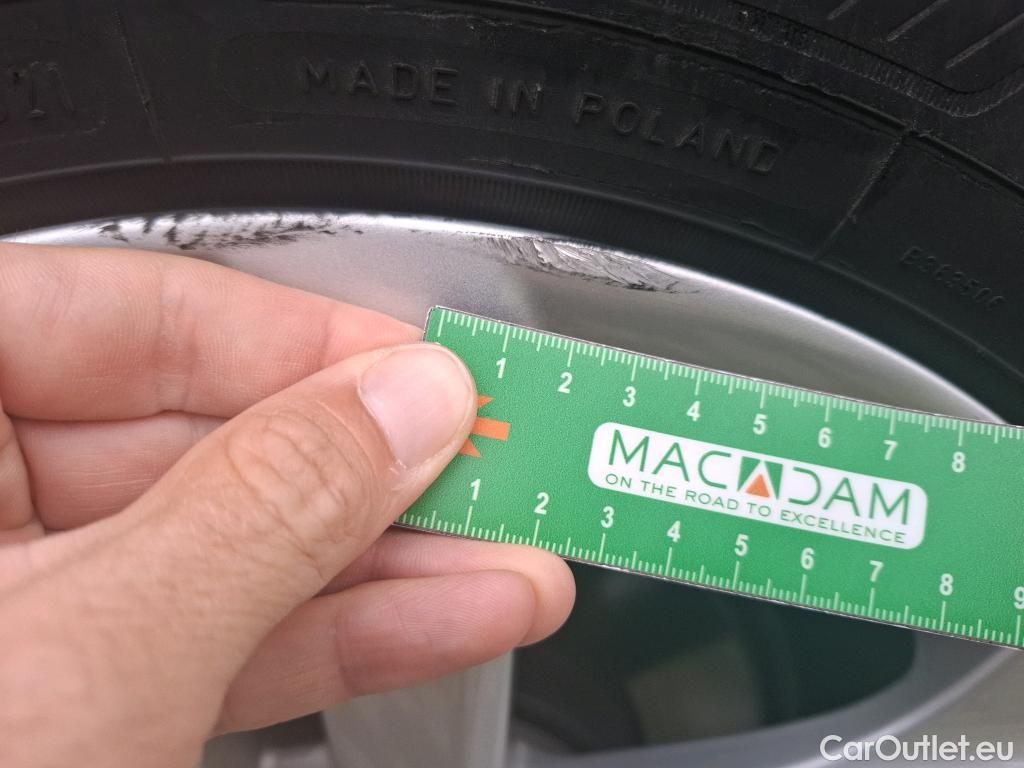 MADE IN POLAND
1 2 3 4 5 6 7 8
MACADAM
ON THE ROAD TO EXCELLENCE
1 2 3 4 5 6 7 8 9
CarOutlet.eu